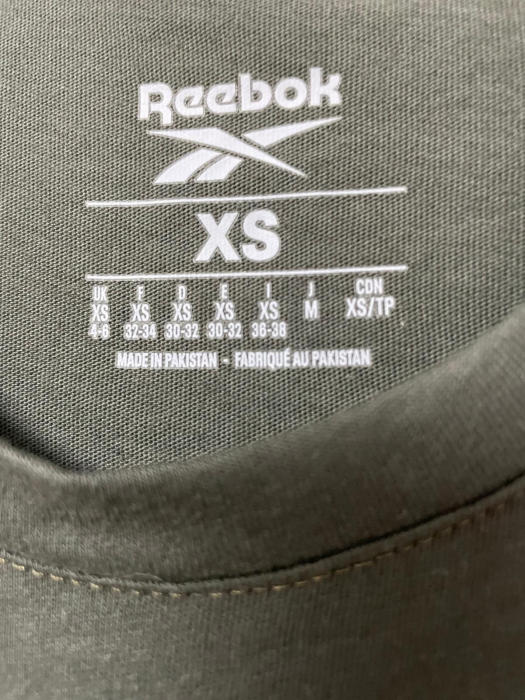 Reebok
XS
UK F D E I J CDN
XS XS XS XS XS M XS/TP
4-6 32-34 30-32 30-32 36-38
MADE IN PAKISTAN - FABRIQUÉ AU PAKISTAN